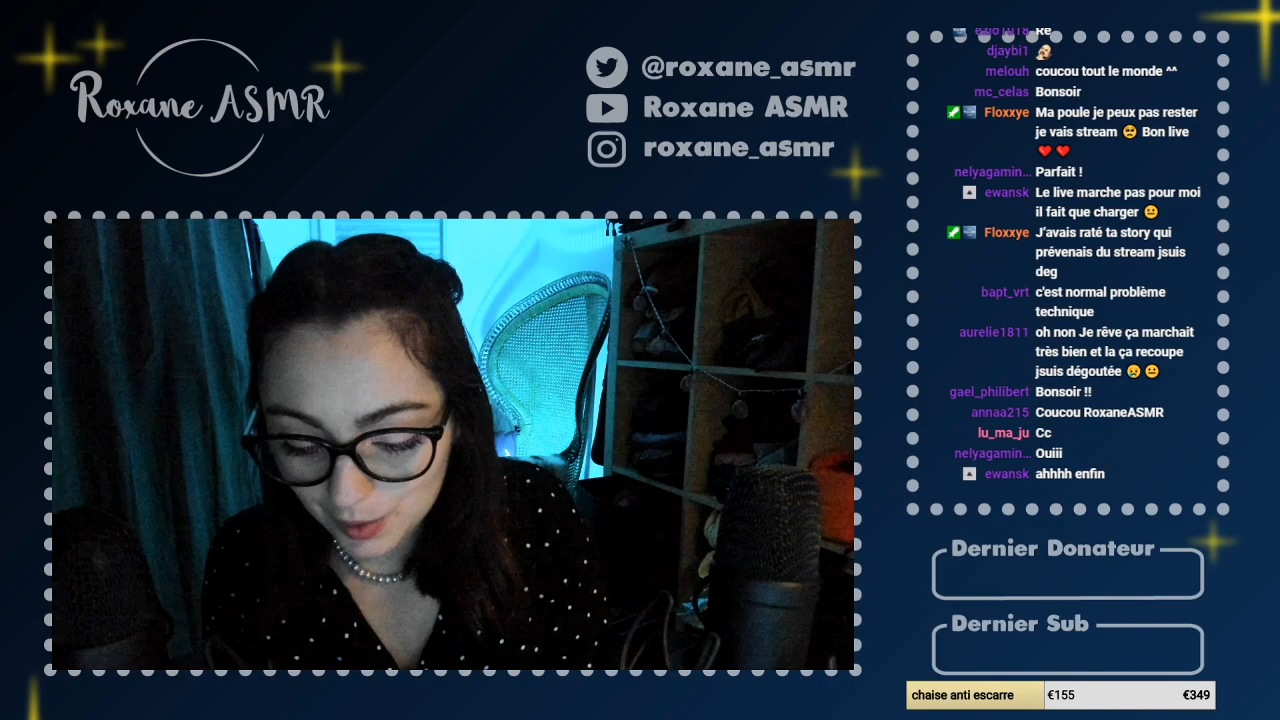 Roxane ASMR
@roxane_asmr
Roxane ASMR
roxane_asmr
Re
djaybi1
melouh coucou tout le monde ^^
mc_celas Bonsoir
Floxxye Ma poule je peux pas rester
je vais stream 🥺 Bon live
❤️ ❤️
nelyagamin... Parfait !
ewansk Le live marche pas pour moi
il fait que charger 😐
Floxxye J'avais raté ta story qui
prévenais du stream jsuis
deg
bapt_vrt c'est normal problème
technique
aurelie1811 oh non Je rêve ça marchait
très bien et la ça recoupe
jsuis dégoutée 😥 😐
gael_philibert Bonsoir !!
annaa215 Coucou RoxaneASMR
lu_ma_ju Cc
nelyagamin... Ouiii
ewansk ahhhh enfin
Dernier Donateur
Dernier Sub
chaise anti escarre €155 €349